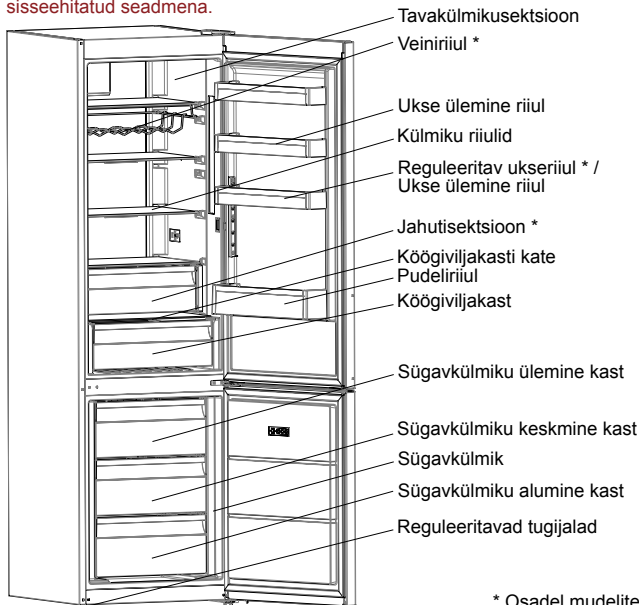 sisseehitatud seadmena.
Tavakülmikusektsioon
Veiniriiul *
Ukse ülemine riiul
Külmiku riiulid
Reguleeritav ukseriiul * /
Ukse ülemine riiul
Jahutisektsioon *
Köögiviljakasti kate
Pudeliriiul
Köögiviljakast
Sügavkülmiku ülemine kast
Sügavkülmiku keskmine kast
Sügavkülmik
Sügavkülmiku alumine kast
Reguleeritavad tugijalad
* Osadel mudelite